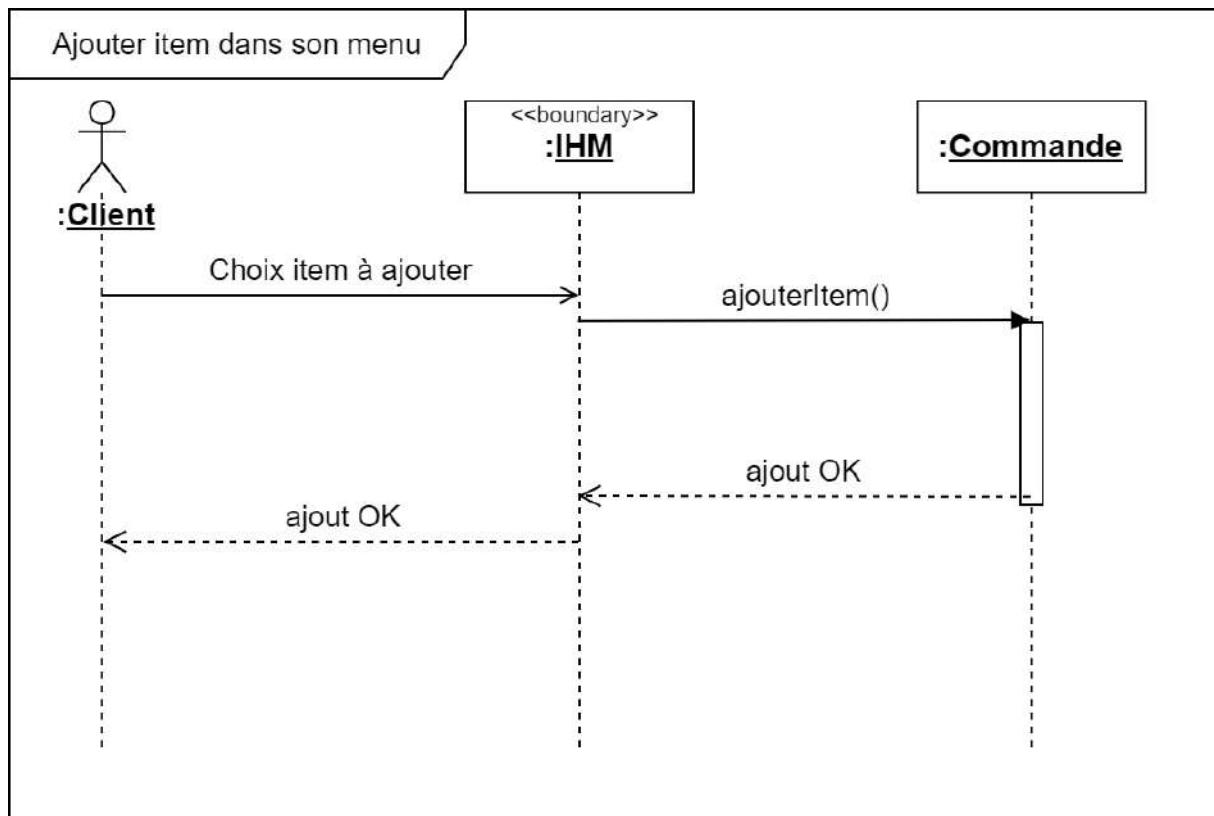 Ajouter item dans son menu
<<boundary>>
:IHM
:Commande
:Client
Choix item à ajouter
ajouterItem()
ajout OK
ajout OK